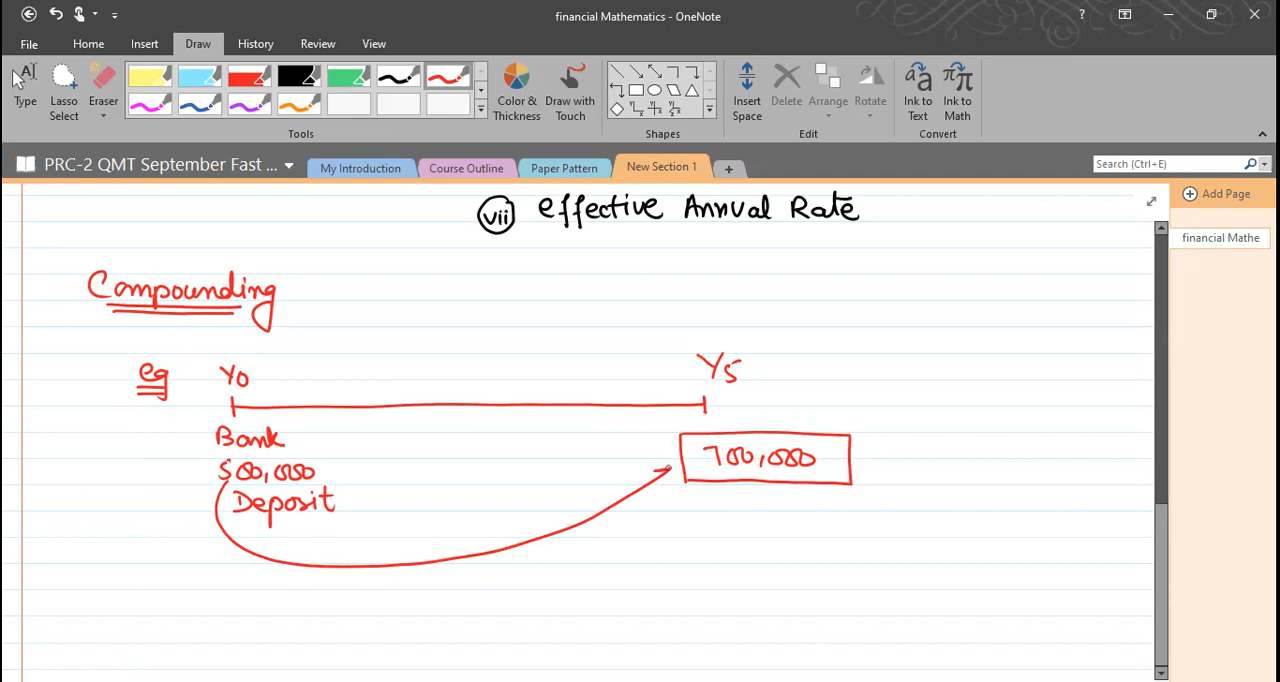 financial Mathematics - OneNote
?
File Home Insert Draw History Review View
Type
Lasso Select
Eraser
Color & Thickness
Draw with Touch
Insert Space
Delete
Arrange
Rotate
Ink to Text
Ink to Math
Tools
Shapes
Edit
Convert
PRC-2 QMT September Fast ...
My Introduction
Course Outline
Paper Pattern
New Section 1
Search (Ctrl+E)
Add Page
financial Mathe
vii effective Annual Rate
Compounding
eg Y0 Y5
Bank
500,000 700,000
Deposit